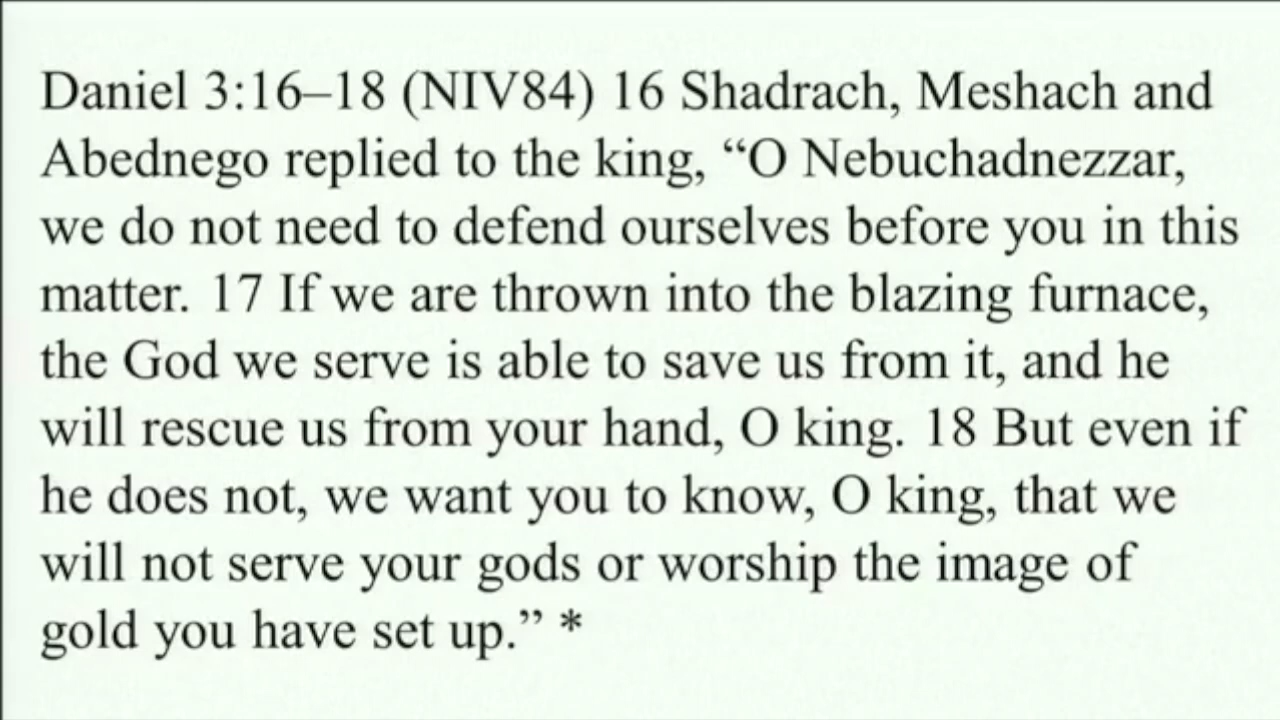 Daniel 3:16–18 (NIV84) 16 Shadrach, Meshach and
Abednego replied to the king, “O Nebuchadnezzar,
we do not need to defend ourselves before you in this
matter. 17 If we are thrown into the blazing furnace,
the God we serve is able to save us from it, and he
will rescue us from your hand, O king. 18 But even if
he does not, we want you to know, O king, that we
will not serve your gods or worship the image of
gold you have set up.” *